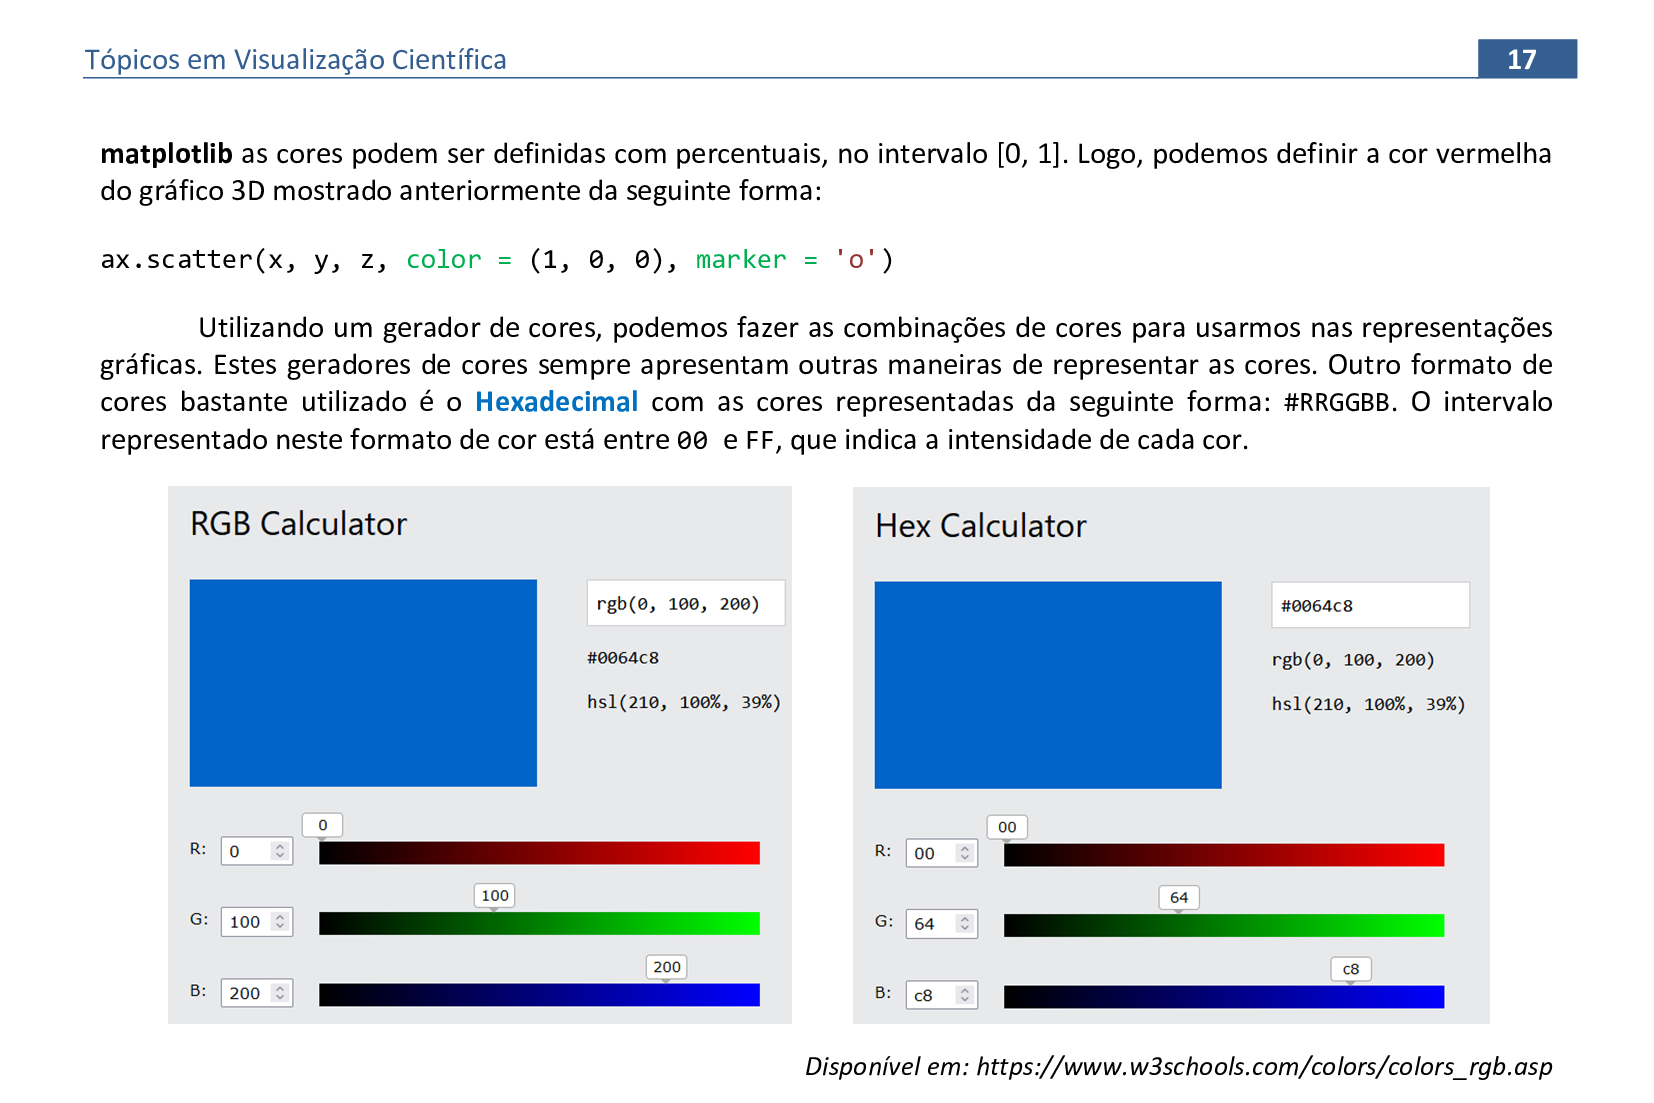 Tópicos em Visualização Científica
17
matplotlib as cores podem ser definidas com percentuais, no intervalo [0, 1]. Logo, podemos definir a cor vermelha
do gráfico 3D mostrado anteriormente da seguinte forma:
ax.scatter(x, y, z, color = (1, 0, 0), marker = 'o')
Utilizando um gerador de cores, podemos fazer as combinações de cores para usarmos nas representações
gráficas. Estes geradores de cores sempre apresentam outras maneiras de representar as cores. Outro formato de
cores bastante utilizado é o Hexadecimal com as cores representadas da seguinte forma: #RRGGBB. O intervalo
representado neste formato de cor está entre 00 e FF, que indica a intensidade de cada cor.
RGB Calculator
rgb(0, 100, 200)
#0064c8
hsl(210, 100%, 39%)
0
R: 0
100
G: 100
200
B: 200
Hex Calculator
#0064c8
rgb(0, 100, 200)
hsl(210, 100%, 39%)
00
R: 00
64
G: 64
c8
B: c8
Disponível em: https://www.w3schools.com/colors/colors_rgb.asp